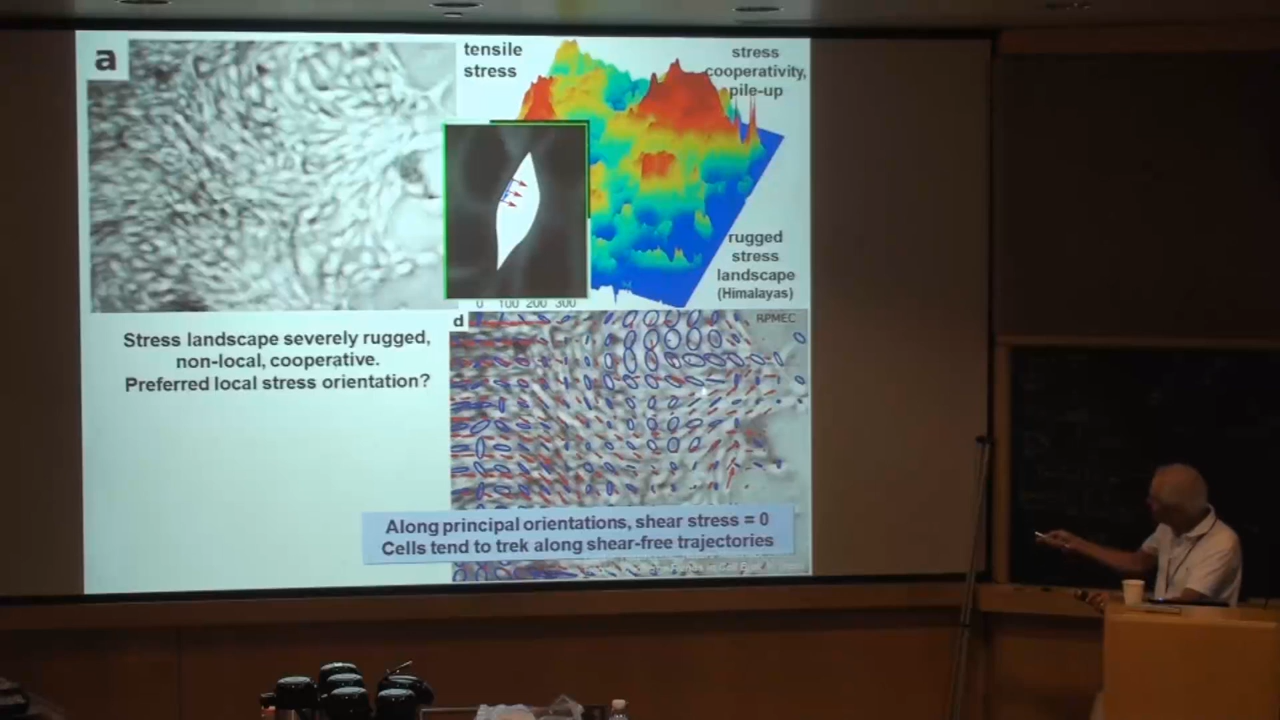 a
tensile
stress
stress
cooperativity,
pile-up
rugged
stress
landscape
(Himalayas)
0 100 200 300
d
RPMEC
Stress landscape severely rugged,
non-local, cooperative.
Preferred local stress orientation?
Along principal orientations, shear stress = 0
Cells tend to trek along shear-free trajectories